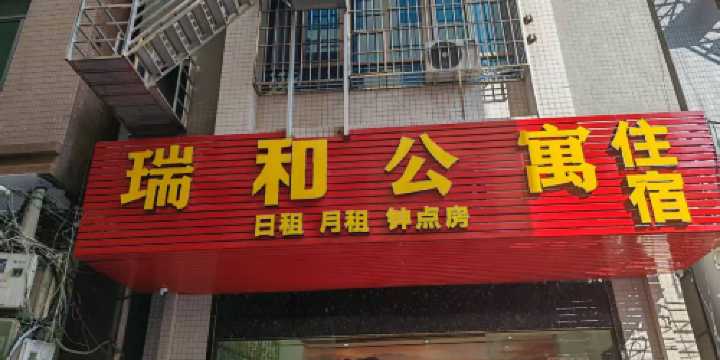 瑞和公寓
住宿
日租 月租 钟点房